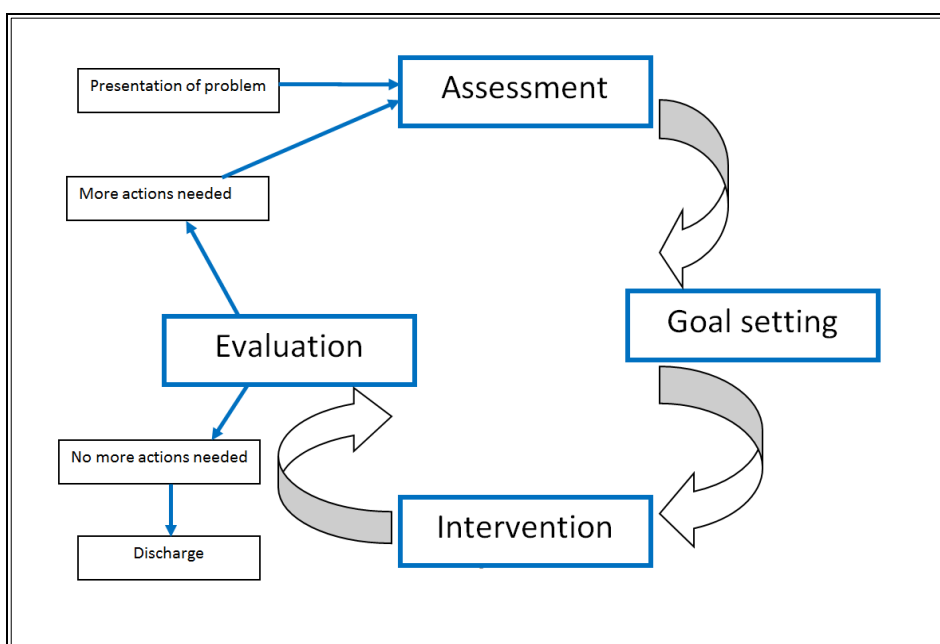 Presentation of problem
Assessment
More actions needed
Goal setting
Evaluation
No more actions needed
Intervention
Discharge